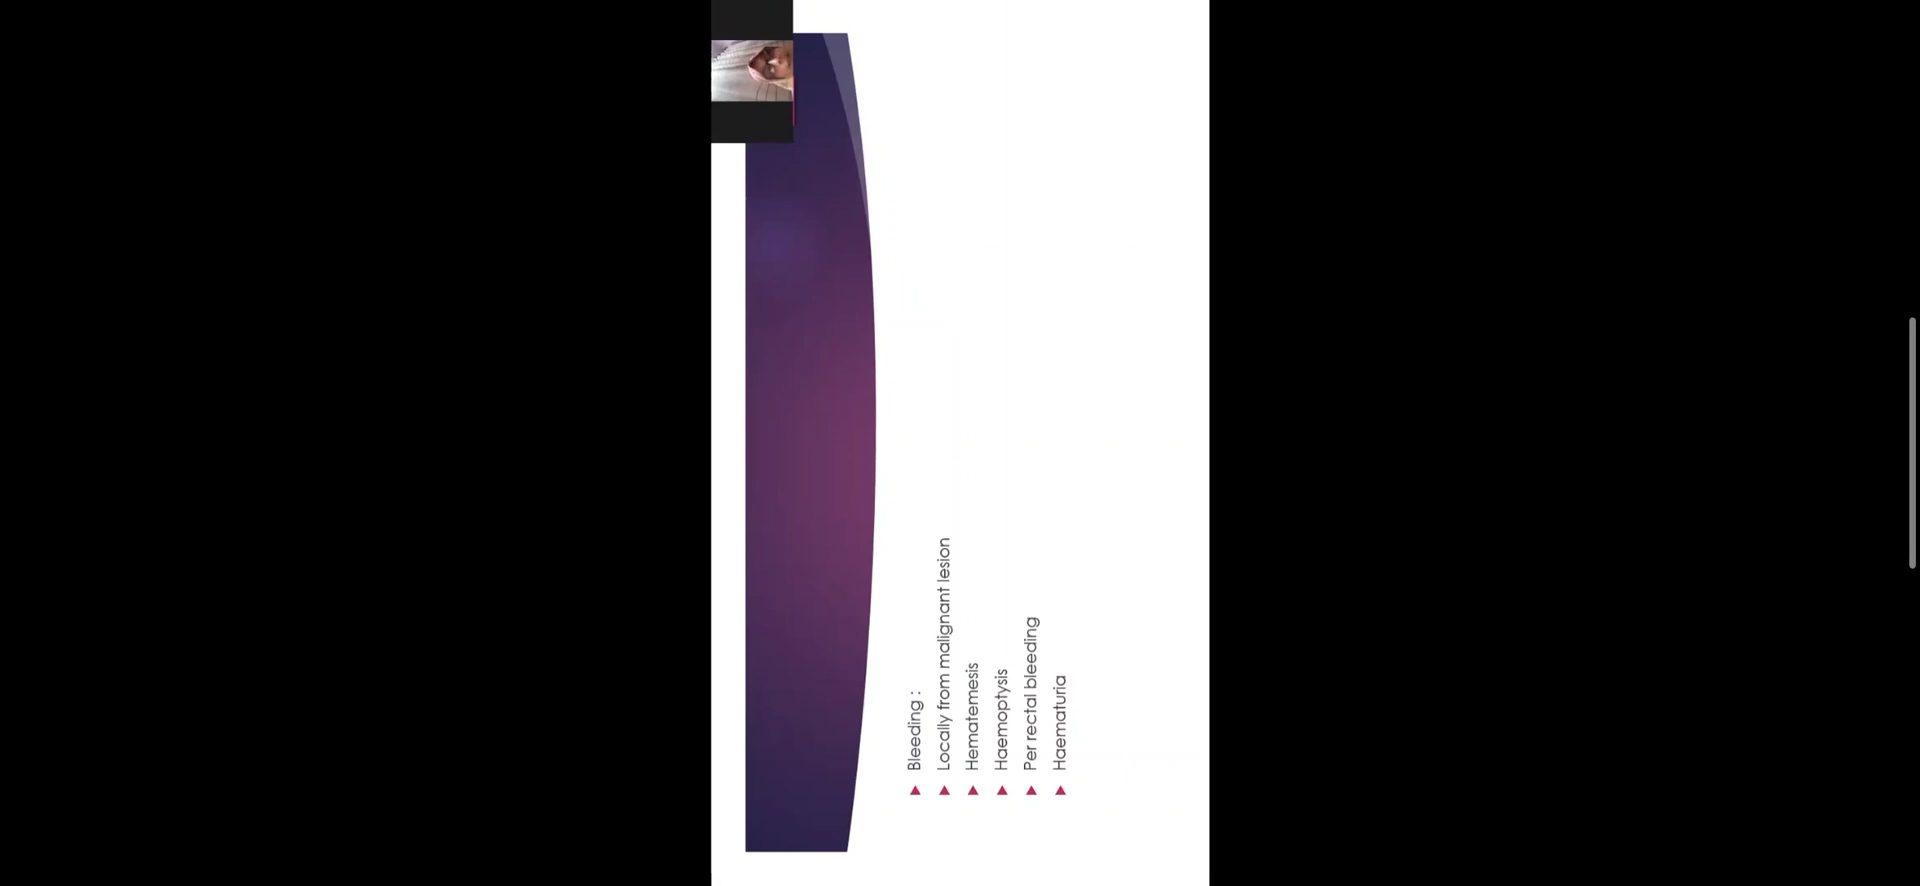 Bleeding :
Locally from malignant lesion
Hematemesis
Haemoptysis
Per rectal bleeding
Haematuria